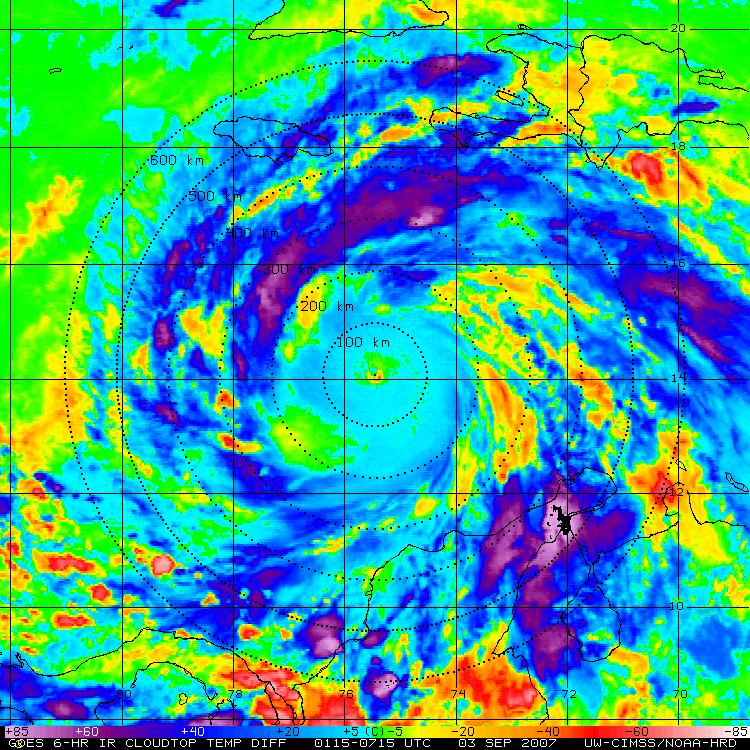 20
600 km
18
500 km
400 km
16
300 km
200 km
100 km
14
12
10
80 78 76 74 72 70
+85 +60 +40 +20 +5 (C) -5 -20 -40 -60 -85
GOES 6-HR IR CLOUDTOP TEMP DIFF 0115-0715 UTC 03 SEP 2007 UW-CIMSS/NOAA-HRD